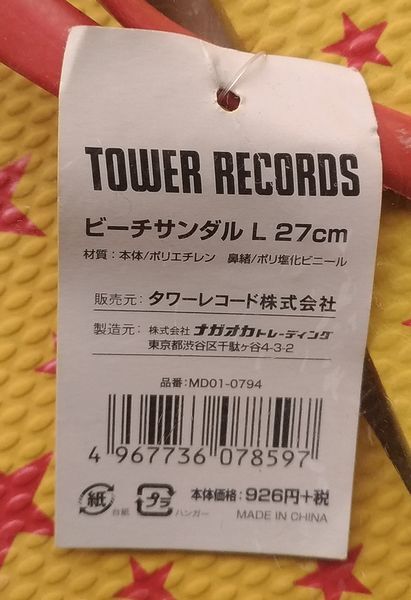 TOWER RECORDS
ビーチサンダル L 27cm
材質：本体/ポリエチレン 鼻緒/ポリ塩化ビニール
販売元：タワーレコード株式会社
製造元：株式会社ナガオカトレーディング
東京都渋谷区千駄ヶ谷4-3-2
品番：MD01-0794
4 967736 078597
紙 プラ 本体価格：926円+税
台紙 ハンガー MADE IN CHINA